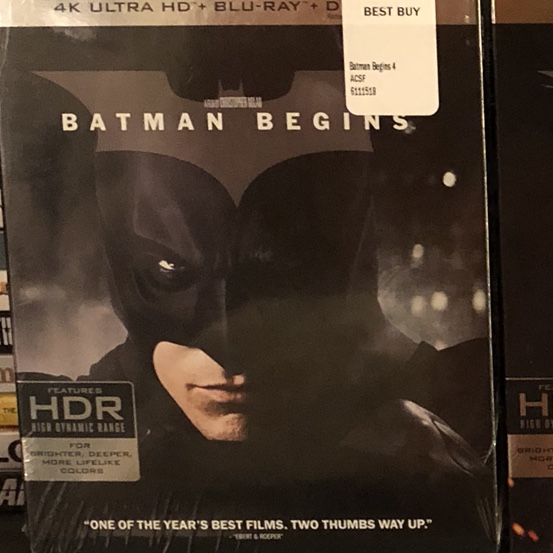 4K ULTRA HD + BLU-RAY + D
BEST BUY
Batman Begins 4
ACSF
6111518
BATMAN BEGINS
FEATURES
HDR
HIGH DYNAMIC RANGE
FOR
BRIGHTER, DEEPER,
MORE LIFELIKE
COLORS
"ONE OF THE YEAR'S BEST FILMS. TWO THUMBS WAY UP."
-"EBERT & ROEPER"